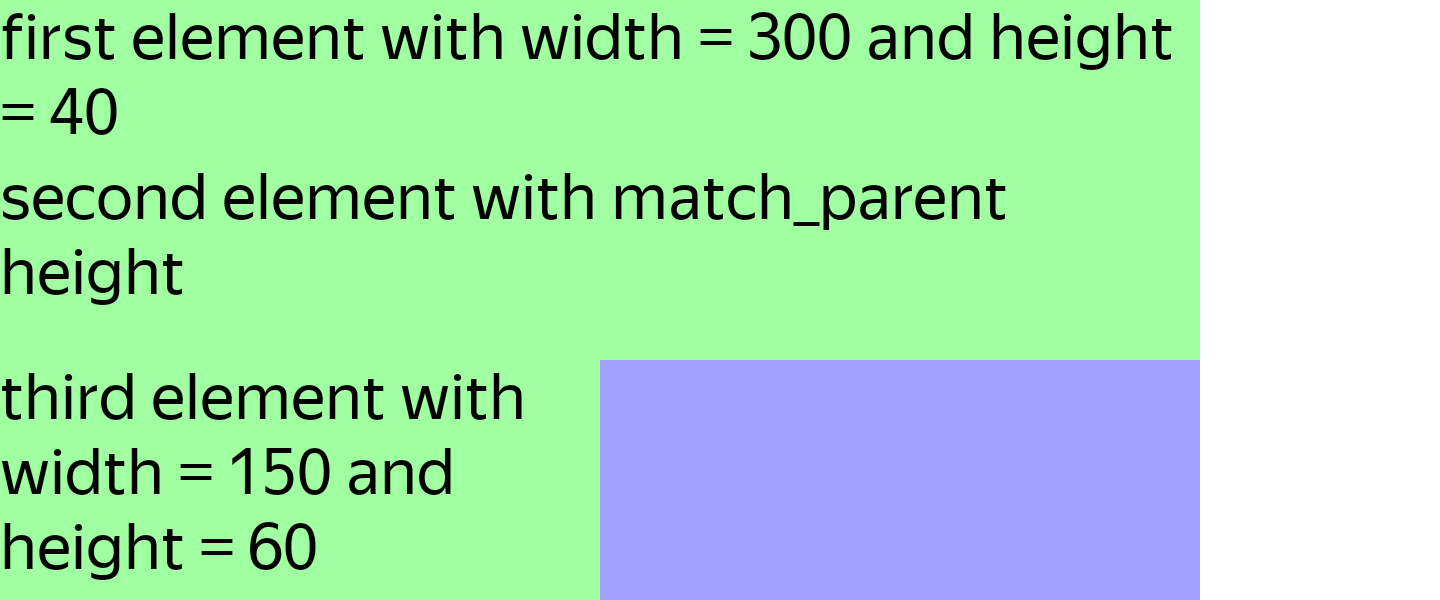 first element with width = 300 and height
= 40
second element with match_parent
height
third element with
width = 150 and
height = 60